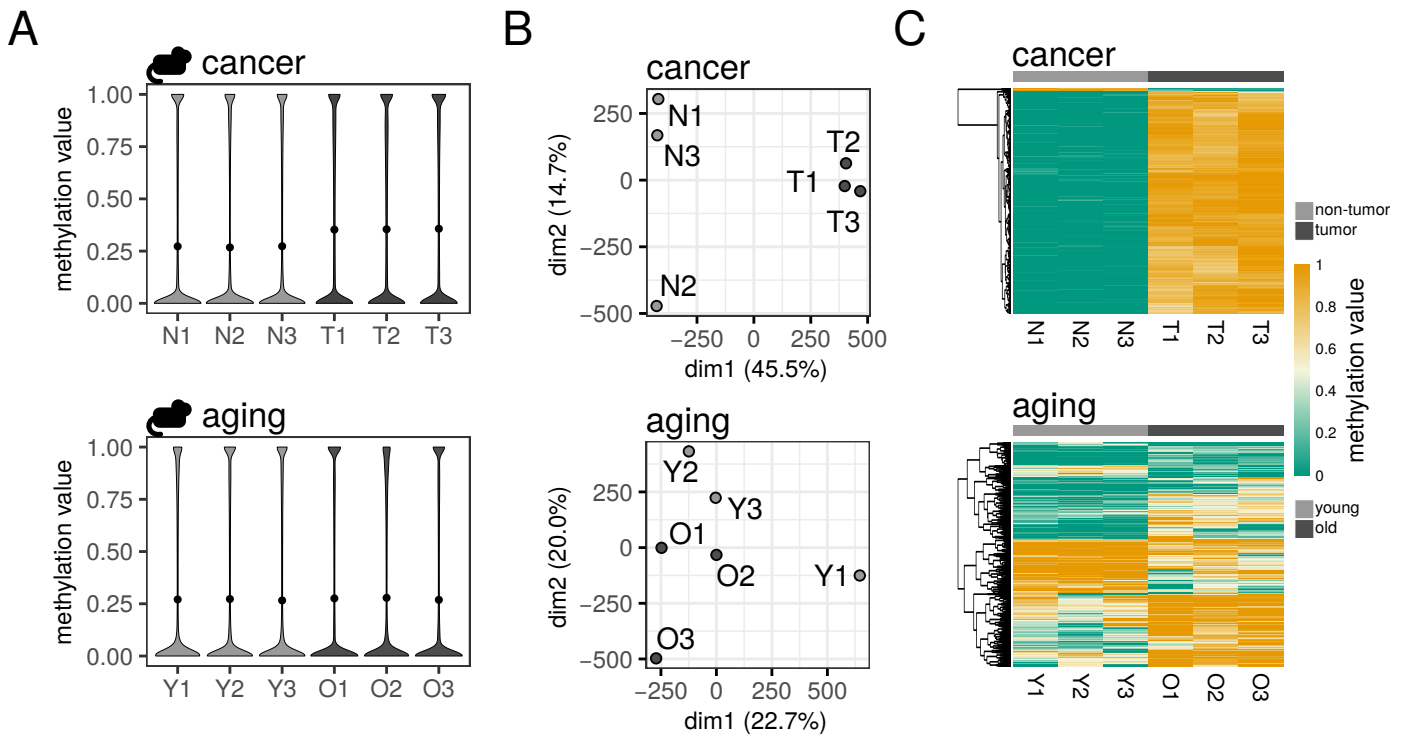 A
B
C
cancer
methylation value
1.00
0.75
0.50
0.25
0.00
N1 N2 N3 T1 T2 T3
cancer
dim2 (14.7%)
250
0
−250
−500
N1
N3
N2
T2
T1
T3
−250 0 250 500
dim1 (45.5%)
cancer
N1 N2 N3 T1 T2 T3
non-tumor
tumor
methylation value
1
0.8
0.6
0.4
0.2
0
young
old
aging
methylation value
1.00
0.75
0.50
0.25
0.00
Y1 Y2 Y3 O1 O2 O3
aging
dim2 (20.0%)
250
0
−250
−500
Y2
Y3
O1
O2
Y1
O3
−250 0 250 500
dim1 (22.7%)
aging
Y1 Y2 Y3 O1 O2 O3